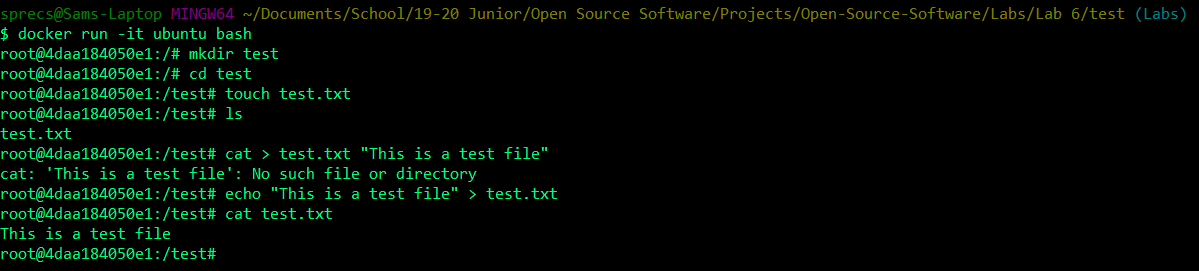 sprecs@Sams-Laptop MINGW64 ~/Documents/School/19-20 Junior/Open Source Software/Projects/Open-Source-Software/Labs/Lab 6/test (Labs)
$ docker run -it ubuntu bash
root@4daa184050e1:/# mkdir test
root@4daa184050e1:/# cd test
root@4daa184050e1:/test# touch test.txt
root@4daa184050e1:/test# ls
test.txt
root@4daa184050e1:/test# cat > test.txt "This is a test file"
cat: 'This is a test file': No such file or directory
root@4daa184050e1:/test# echo "This is a test file" > test.txt
root@4daa184050e1:/test# cat test.txt
This is a test file
root@4daa184050e1:/test#